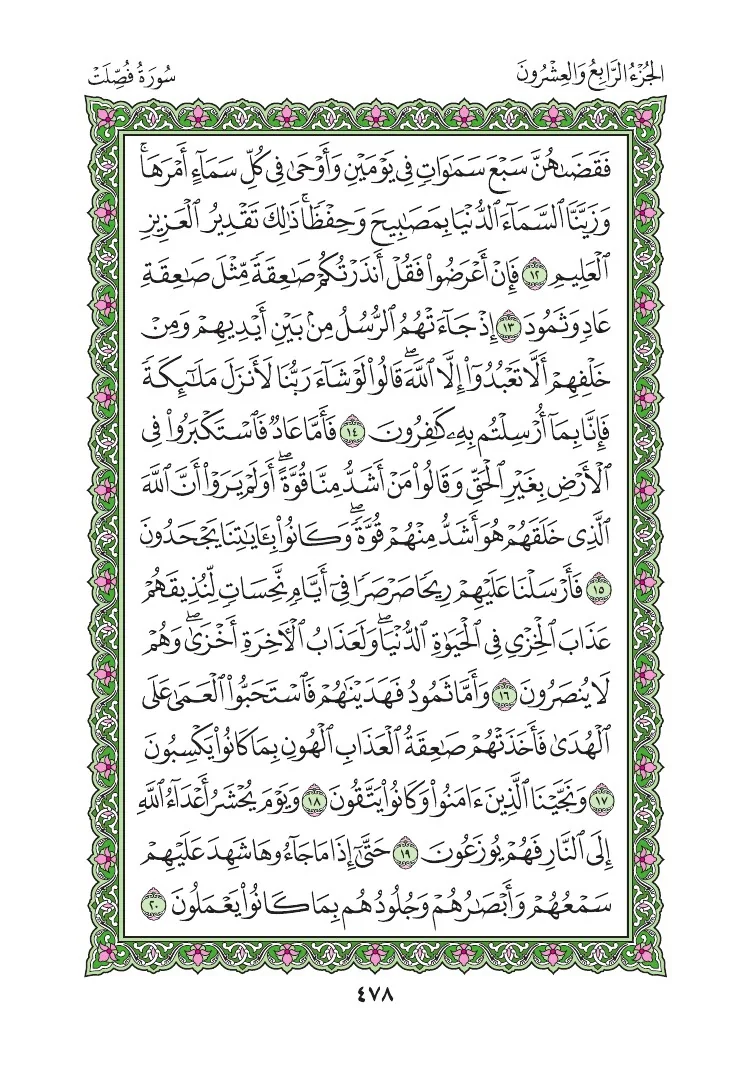 الجُزْءُ الرَّابِعُ وَالعِشْرُونَ
سُورَةُ فُصِّلَتْ
فَقَضَىٰهُنَّ سَبْعَ سَمَٰوَاتٖ فِي يَوْمَيْنِ وَأَوْحَىٰ فِي كُلِّ سَمَآءٍ أَمْرَهَاۚ
وَزَيَّنَّا ٱلسَّمَآءَ ٱلدُّنْيَا بِمَصَٰبِيحَ وَحِفْظٗاۚ ذَٰلِكَ تَقْدِيرُ ٱلْعَزِيزِ
ٱلْعَلِيمِ ١٢ فَإِنْ أَعْرَضُواْ فَقُلْ أَنذَرْتُكُمْ صَٰعِقَةٗ مِّثْلَ صَٰعِقَةِ
عَادٖ وَثَمُودَ ١٣ إِذْ جَآءَتْهُمُ ٱلرُّسُلُ مِنۢ بَيْنِ أَيْدِيهِمْ وَمِنْ
خَلْفِهِمْ أَلَّا تَعْبُدُوٓاْ إِلَّا ٱللَّهَۖ قَالُواْ لَوْ شَآءَ رَبُّنَا لَأَنزَلَ مَلَٰٓئِكَةٗ
فَإِنَّا بِمَآ أُرْسِلْتُم بِهِۦ كَٰفِرُونَ ١٤ فَأَمَّا عَادٞ فَٱسْتَكْبَرُواْ فِي
ٱلْأَرْضِ بِغَيْرِ ٱلْحَقِّ وَقَالُواْ مَنْ أَشَدُّ مِنَّا قُوَّةًۖ أَوَلَمْ يَرَوْاْ أَنَّ ٱللَّهَ
ٱلَّذِي خَلَقَهُمْ هُوَ أَشَدُّ مِنْهُمْ قُوَّةٗۖ وَكَانُواْ بِـَٔايَٰتِنَا يَجْحَدُونَ
١٥ فَأَرْسَلْنَا عَلَيْهِمْ رِيحٗا صَرْصَرٗا فِيٓ أَيَّامٖ نَّحِسَاتٖ لِّنُذِيقَهُمْ
عَذَابَ ٱلْخِزْيِ فِي ٱلْحَيَوٰةِ ٱلدُّنْيَاۖ وَلَعَذَابُ ٱلْأٓخِرَةِ أَخْزَىٰۖ وَهُمْ
لَا يُنصَرُونَ ١٦ وَأَمَّا ثَمُودُ فَهَدَيْنَٰهُمْ فَٱسْتَحَبُّواْ ٱلْعَمَىٰ عَلَى
ٱلْهُدَىٰ فَأَخَذَتْهُمْ صَٰعِقَةُ ٱلْعَذَابِ ٱلْهُونِ بِمَا كَانُواْ يَكْسِبُونَ
١٧ وَنَجَّيْنَا ٱلَّذِينَ ءَامَنُواْ وَكَانُواْ يَتَّقُونَ ١٨ وَيَوْمَ يُحْشَرُ أَعْدَآءُ ٱللَّهِ
إِلَى ٱلنَّارِ فَهُمْ يُوزَعُونَ ١٩ حَتَّىٰٓ إِذَا مَا جَآءُوهَا شَهِدَ عَلَيْهِمْ
سَمْعُهُمْ وَأَبْصَٰرُهُمْ وَجُلُودُهُم بِمَا كَانُواْ يَعْمَلُونَ ٢٠
٤٧٨